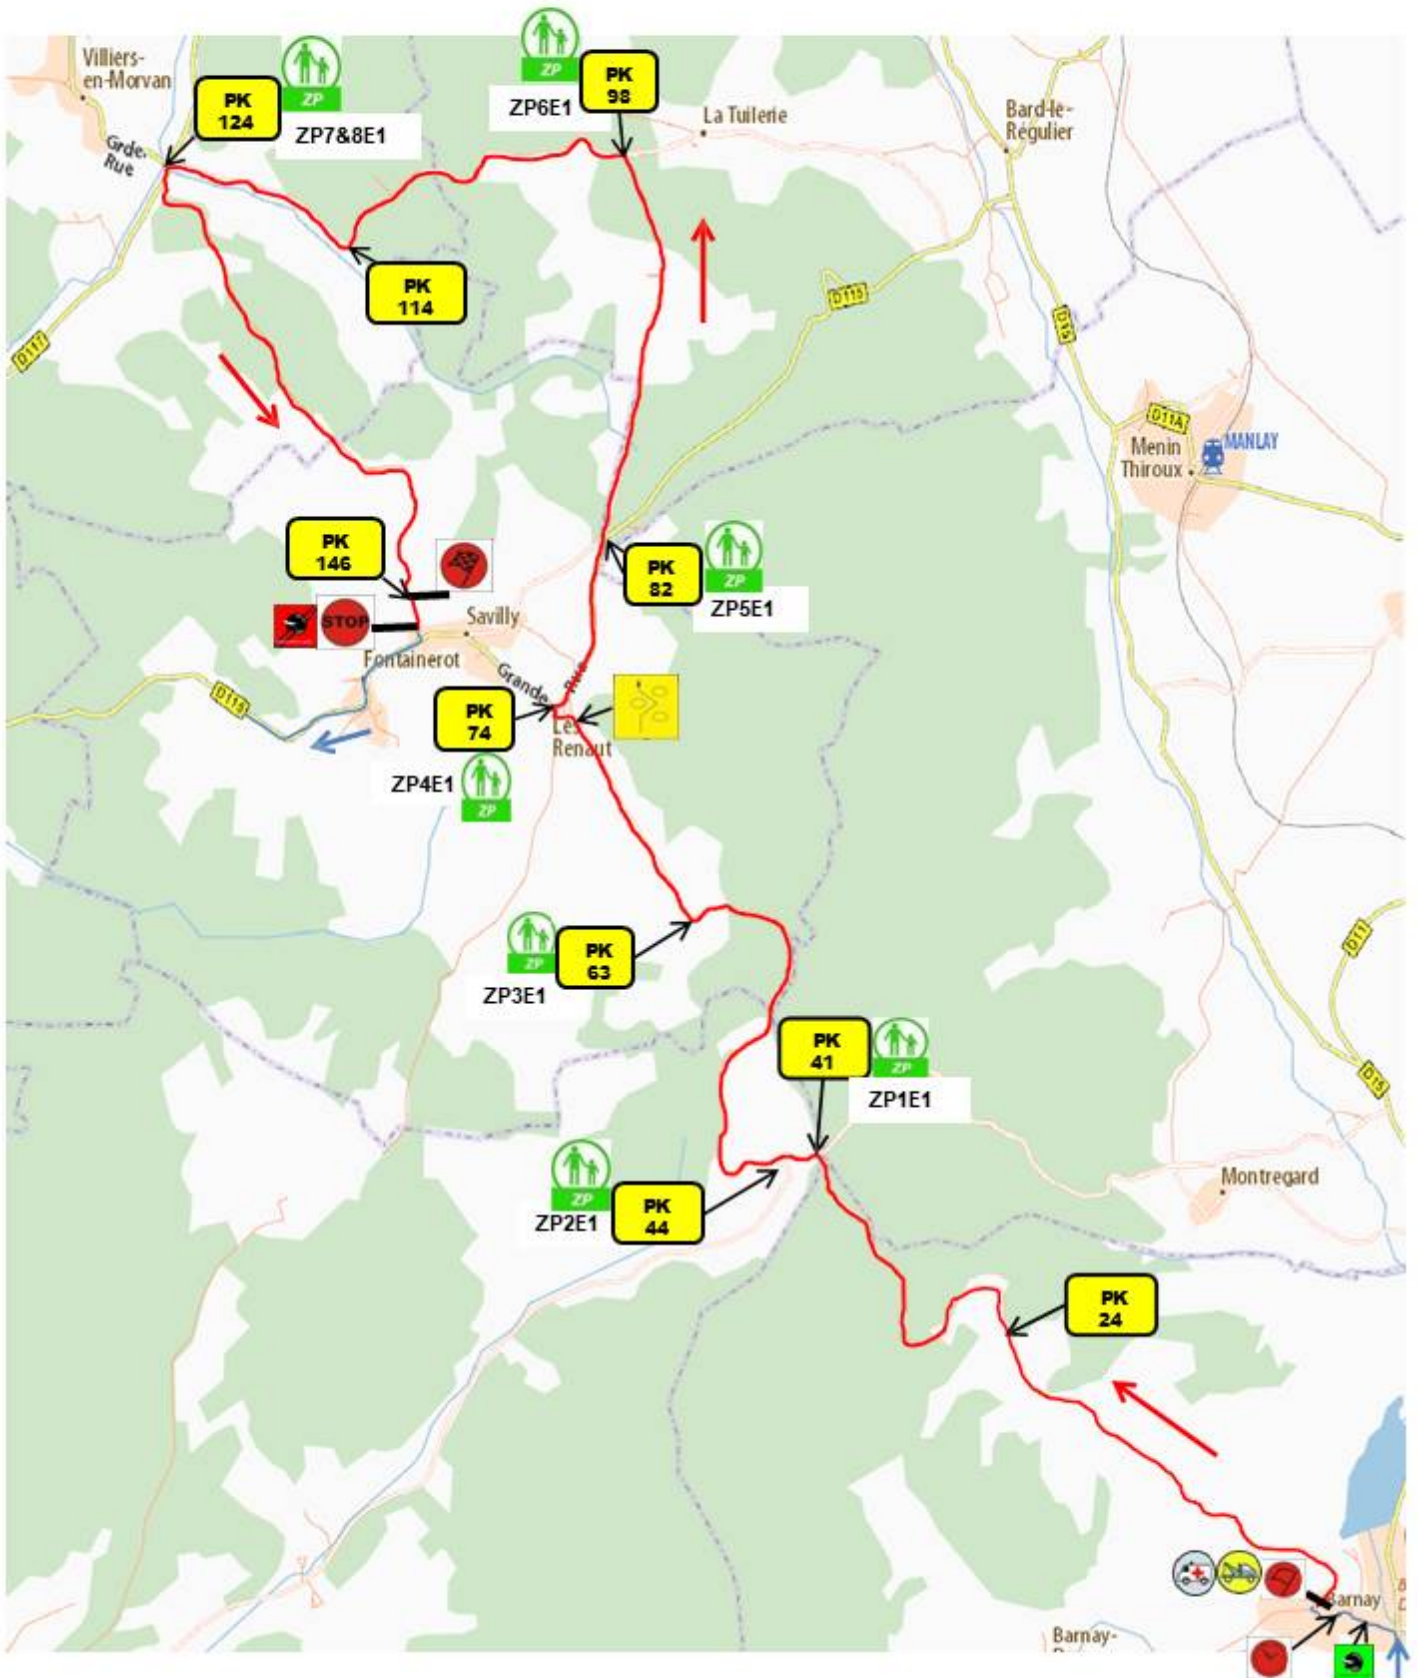 Villiers-
en-Morvan
PK
124
ZP
ZP7&8E1
Grde.
Rue
ZP
ZP6E1
PK
98
La Tuilerie
Bard-le-
Régulier
PK
114
D117
D115
D15
D11A
Menin
Thiroux
MANLAY
PK
146
STOP
Savilly
Fontainerot
PK
82
ZP
ZP5E1
Grande
Rue
D115
PK
74
Les
Renaut
ZP4E1
ZP
ZP
PK
63
ZP3E1
D11
PK
41
ZP
ZP1E1
D15
ZP
ZP2E1
PK
44
Montregard
PK
24
Barnay
Barnay-